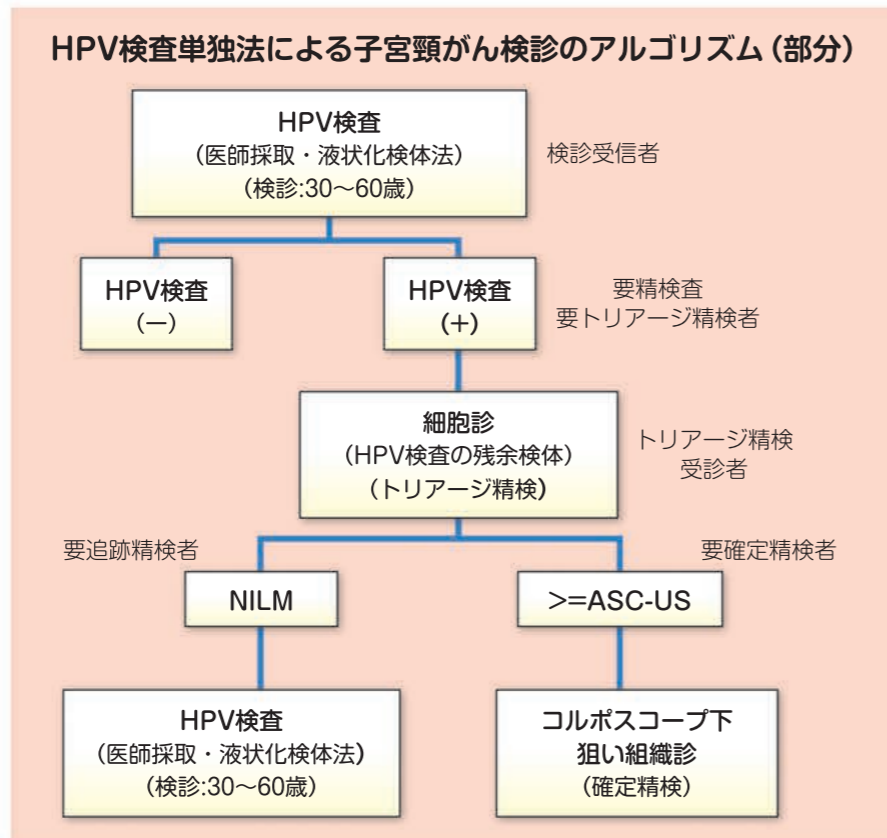 HPV検査単独法による子宮頸がん検診のアルゴリズム（部分）
HPV検査
（医師採取・液状化検体法）
（検診:30〜60歳）
検診受信者
HPV検査
（—）
HPV検査
（+）
要精検査
要トリアージ精検者
細胞診
（HPV検査の残余検体）
（トリアージ精検）
トリアージ精検
受診者
要追跡精検者
要確定精検者
NILM
>=ASC-US
HPV検査
（医師採取・液状化検体法）
（検診:30〜60歳）
コルポスコープ下
狙い組織診
（確定精検）